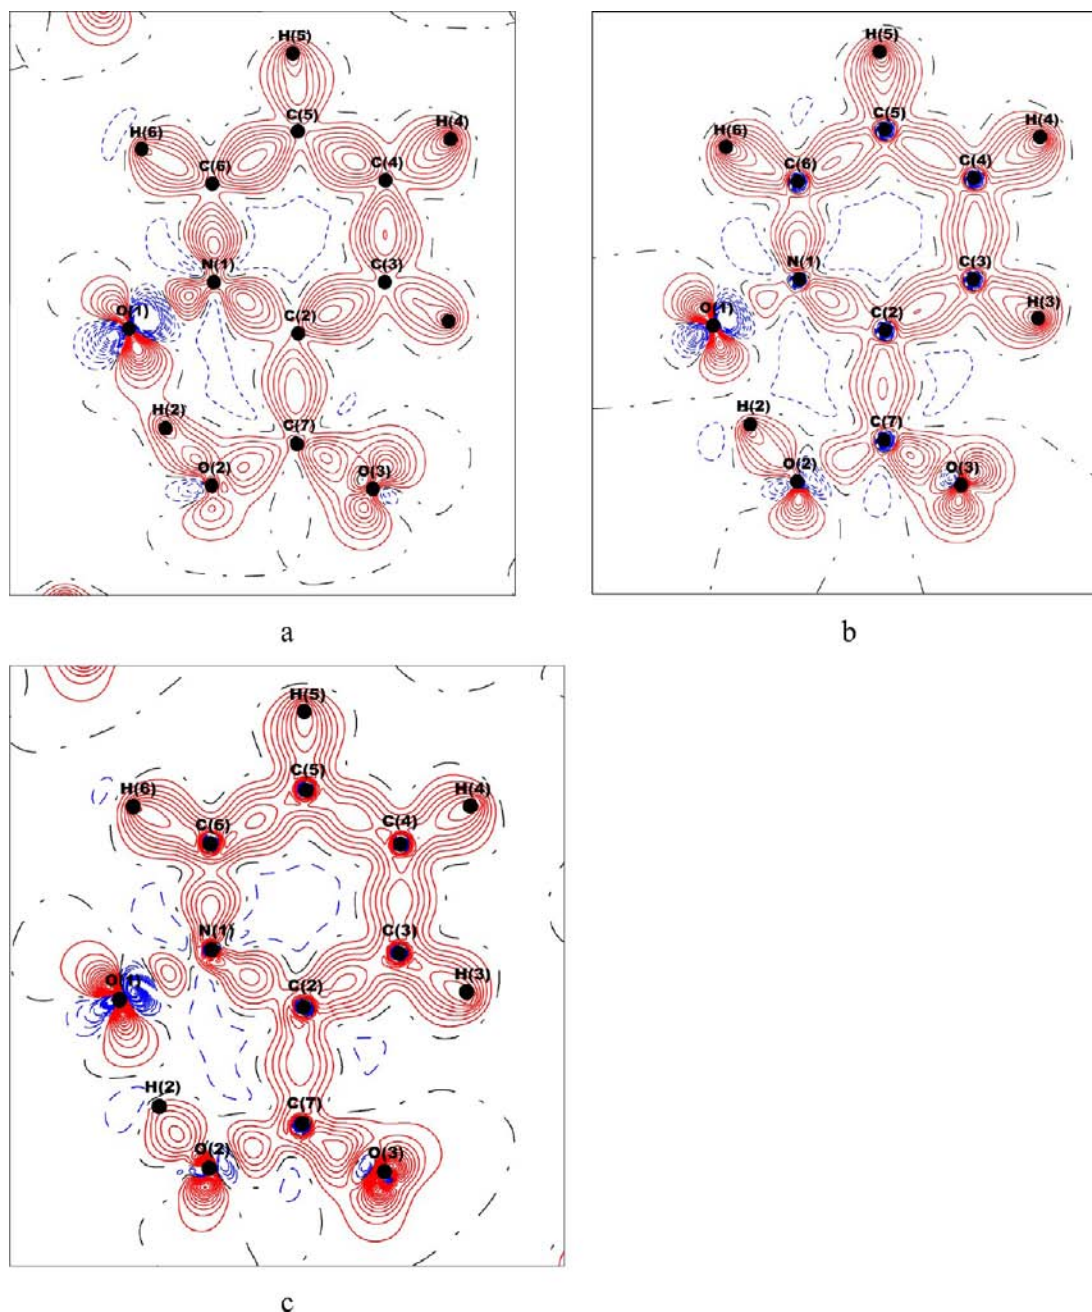 H(5)
C(5)
H(6)
H(4)
C(6)
C(4)
N(1)
C(3)
O(1)
C(2)
H(2)
C(7)
O(2)
O(3)
a
H(5)
C(5)
H(6)
H(4)
C(6)
C(4)
N(1)
C(3)
H(3)
O(1)
C(2)
H(2)
C(7)
O(2)
O(3)
b
H(5)
C(5)
H(6)
H(4)
C(6)
C(4)
N(1)
C(3)
H(3)
O(1)
C(2)
H(2)
C(7)
O(2)
O(3)
c